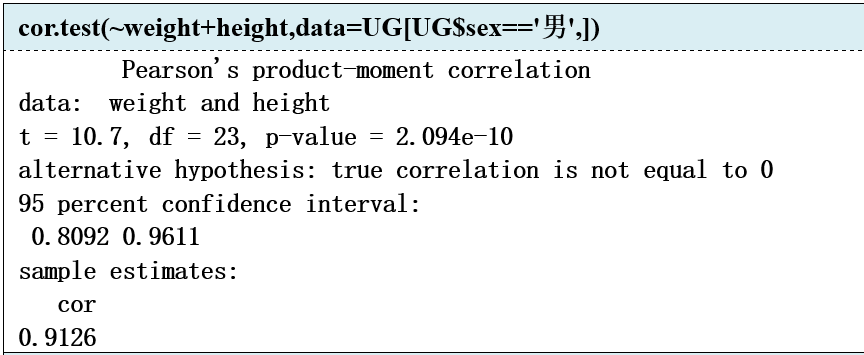 cor.test(~weight+height,data=UG[UG$sex=='男',])
Pearson's product-moment correlation
data:  weight and height
t = 10.7, df = 23, p-value = 2.094e-10
alternative hypothesis: true correlation is not equal to 0
95 percent confidence interval:
0.8092 0.9611
sample estimates:
cor
0.9126